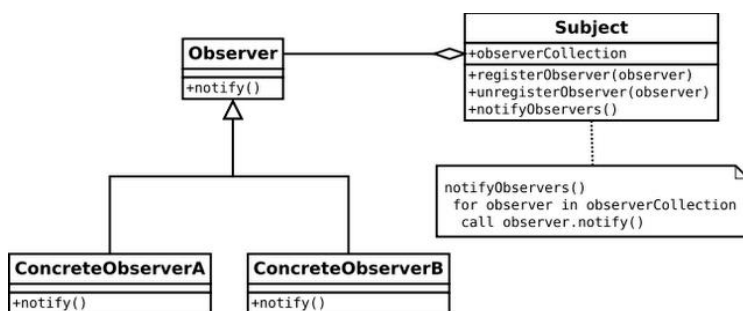 Observer
+notify()
Subject
+observerCollection
+registerObserver(observer)
+unregisterObserver(observer)
+notifyObservers()
notifyObservers()
for observer in observerCollection
call observer.notify()
ConcreteObserverA
+notify()
ConcreteObserverB
+notify()